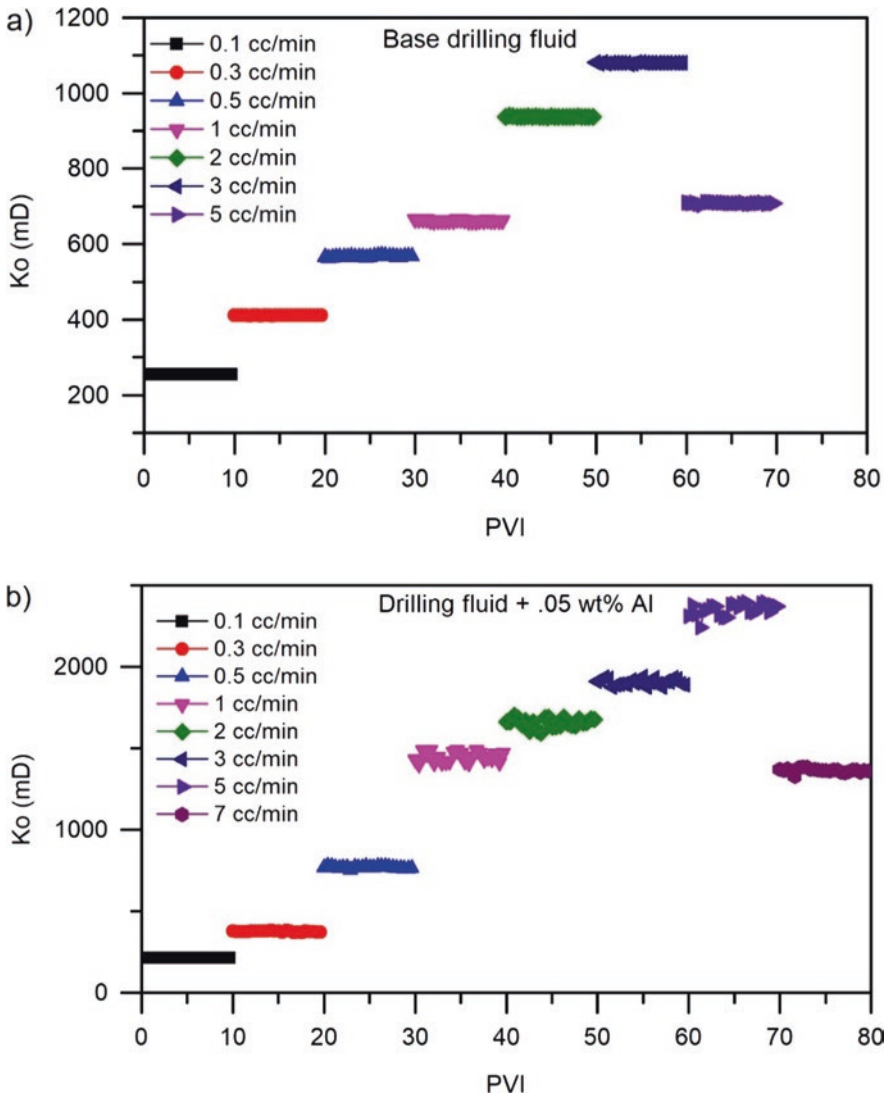 a)
Base drilling fluid
0.1 cc/min
0.3 cc/min
0.5 cc/min
1 cc/min
2 cc/min
3 cc/min
5 cc/min
1200
1000
800
600
400
200
Ko (mD)
0 10 20 30 40 50 60 70 80
PVI
b)
Drilling fluid + .05 wt% Al
0.1 cc/min
0.3 cc/min
0.5 cc/min
1 cc/min
2 cc/min
3 cc/min
5 cc/min
7 cc/min
2000
1000
0
Ko (mD)
0 10 20 30 40 50 60 70 80
PVI